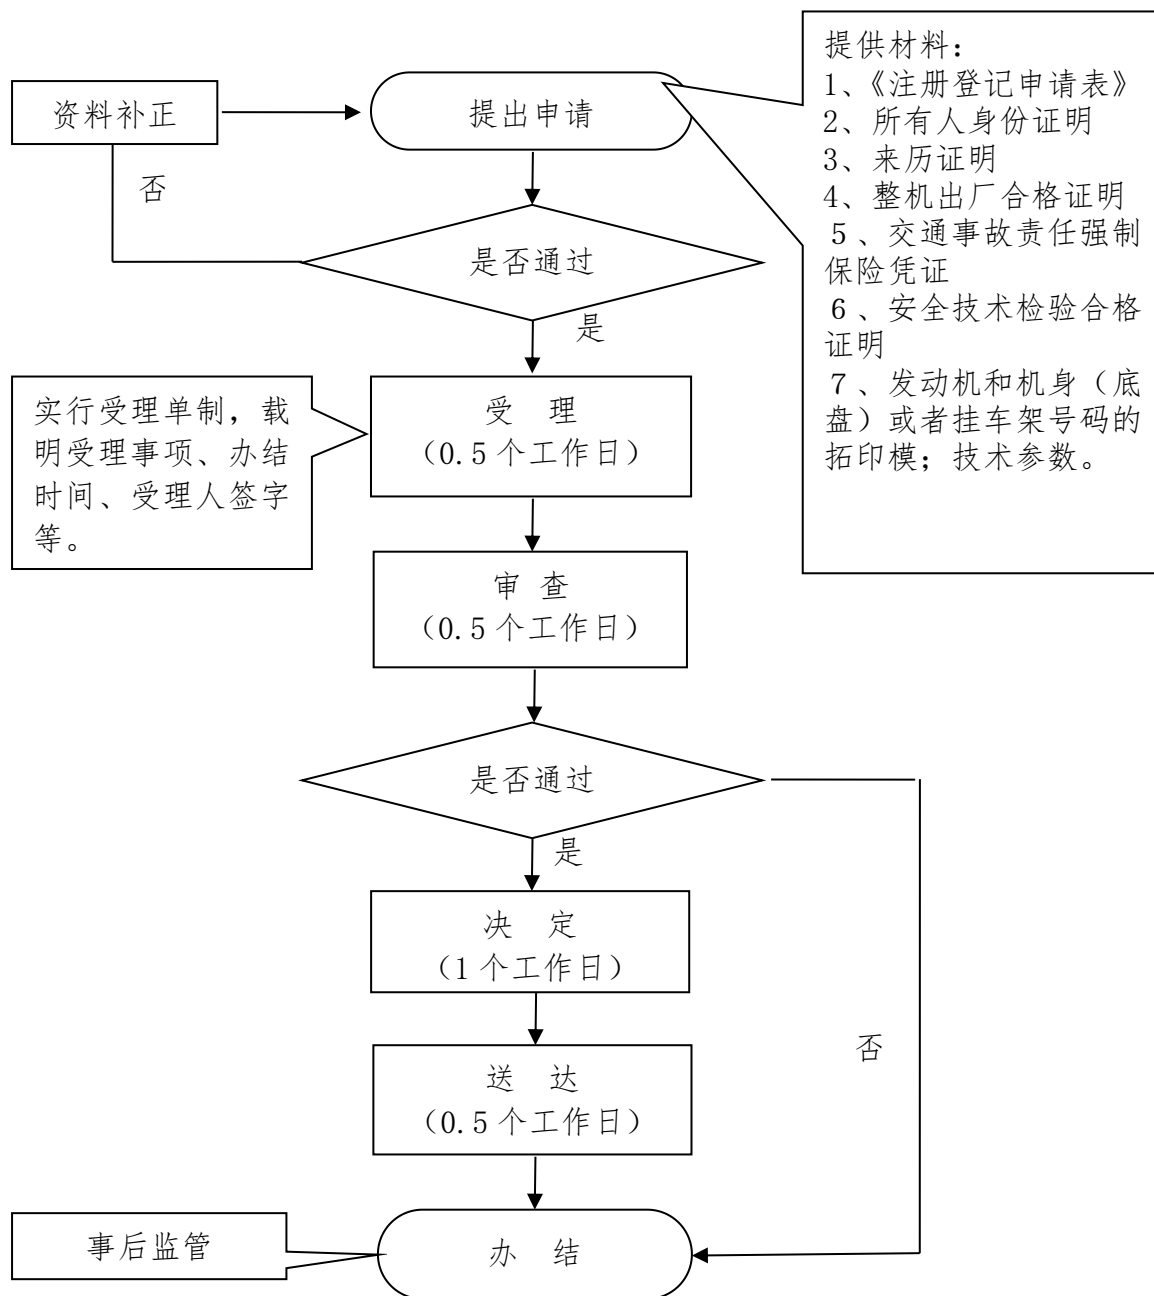 提供材料：
1、《注册登记申请表》
2、所有人身份证明
3、来历证明
4、整机出厂合格证明
５、交通事故责任强制
保险凭证
６、安全技术检验合格
证明
７、发动机和机身（底
盘）或者挂车架号码的
拓印模；技术参数。
资料补正
提出申请
否
是否通过
是
实行受理单制，载
明受理事项、办结
时间、受理人签字
等。
受 理
（0.5 个工作日）
审 查
（0.5 个工作日）
是否通过
是
决 定
（1 个工作日）
否
送 达
（0.5 个工作日）
事后监管
办 结